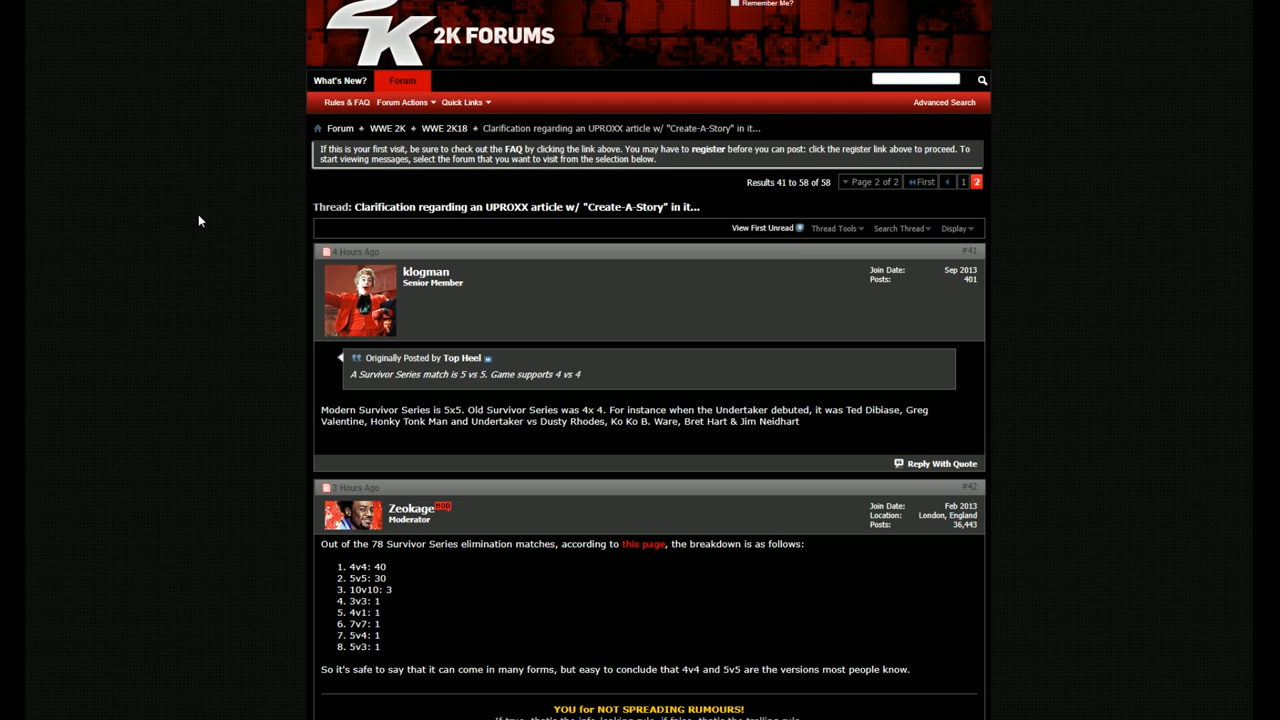 Remember Me?
2K 2K FORUMS
What's New? Forum
Rules & FAQ Forum Actions Quick Links Advanced Search
Forum WWE 2K WWE 2K18 Clarification regarding an UPROXX article w/ "Create-A-Story" in it...
If this is your first visit, be sure to check out the FAQ by clicking the link above. You may have to register before you can post: click the register link above to proceed. To
start viewing messages, select the forum that you want to visit from the selection below.
Results 41 to 58 of 58 Page 2 of 2 First 1 2
Thread: Clarification regarding an UPROXX article w/ "Create-A-Story" in it...
View First Unread Thread Tools Search Thread Display
4 Hours Ago #41
klogman
Senior Member
Join Date: Sep 2013
Posts: 401
Originally Posted by Top Heel
A Survivor Series match is 5 vs 5. Game supports 4 vs 4
Modern Survivor Series is 5x5. Old Survivor Series was 4x 4. For instance when the Undertaker debuted, it was Ted Dibiase, Greg
Valentine, Honky Tonk Man and Undertaker vs Dusty Rhodes, Ko Ko B. Ware, Bret Hart & Jim Neidhart
Reply With Quote
3 Hours Ago #42
Zeokage MOD
Moderator
Join Date: Feb 2013
Location: London, England
Posts: 36,443
Out of the 78 Survivor Series elimination matches, according to this page, the breakdown is as follows:
1. 4v4: 40
2. 5v5: 30
3. 10v10: 3
4. 3v3: 1
5. 4v1: 1
6. 7v7: 1
7. 5v4: 1
8. 5v3: 1
So it's safe to say that it can come in many forms, but easy to conclude that 4v4 and 5v5 are the versions most people know.
YOU for NOT SPREADING RUMOURS!